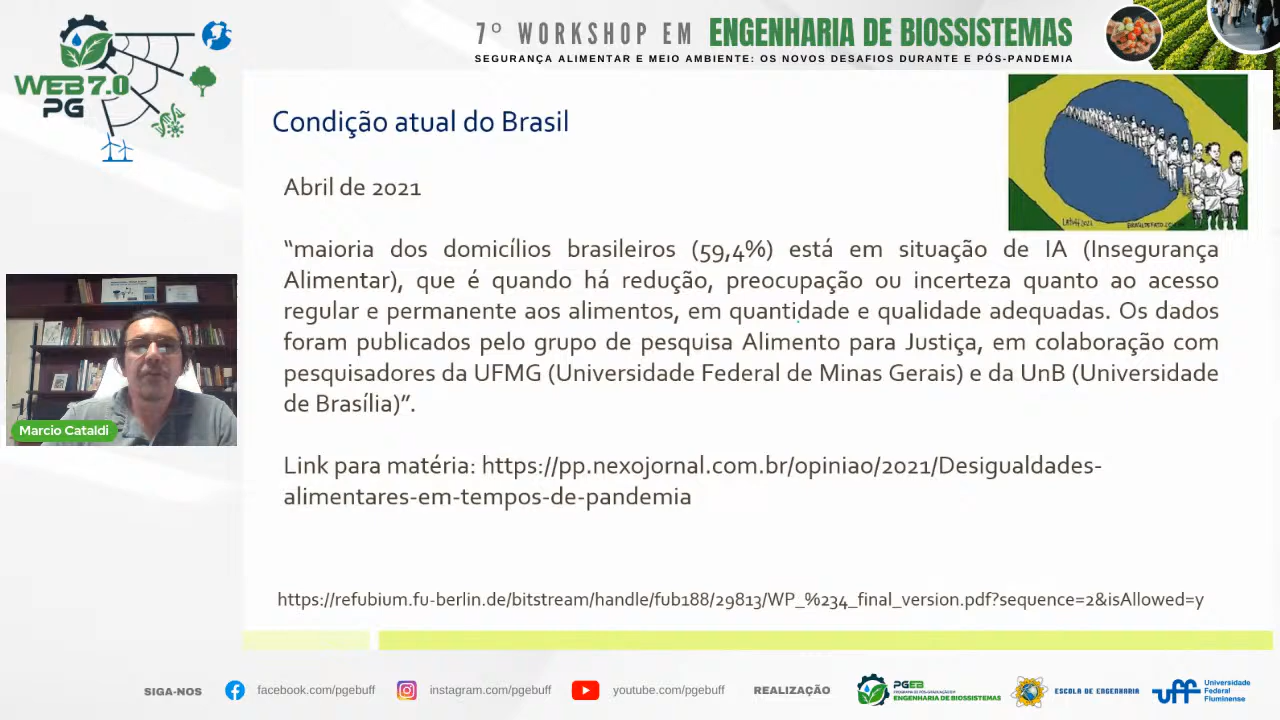 7º WORKSHOP EM ENGENHARIA DE BIOSSISTEMAS
SEGURANÇA ALIMENTAR E MEIO AMBIENTE: OS NOVOS DESAFIOS DURANTE E PÓS-PANDEMIA
WEB 7.0
PG
Condição atual do Brasil
Abril de 2021
“maioria dos domicílios brasileiros (59,4%) está em situação de IA (Insegurança
Alimentar), que é quando há redução, preocupação ou incerteza quanto ao acesso
regular e permanente aos alimentos, em quantidade e qualidade adequadas. Os dados
foram publicados pelo grupo de pesquisa Alimento para Justiça, em colaboração com
pesquisadores da UFMG (Universidade Federal de Minas Gerais) e da UnB (Universidade
de Brasília)”.
Marcio Cataldi
Link para matéria: https://pp.nexojornal.com.br/opiniao/2021/Desigualdades-
alimentares-em-tempos-de-pandemia
https://refubium.fu-berlin.de/bitstream/handle/fub188/29813/WP_%234_final_version.pdf?sequence=2&isAllowed=y
SIGA-NOS facebook.com/pgebuff instagram.com/pgebuff youtube.com/pgebuff REALIZAÇÃO
PGEB
ENGENHARIA DE BIOSSISTEMAS
ESCOLA DE ENGENHARIA
uff Universidade
Federal
Fluminense